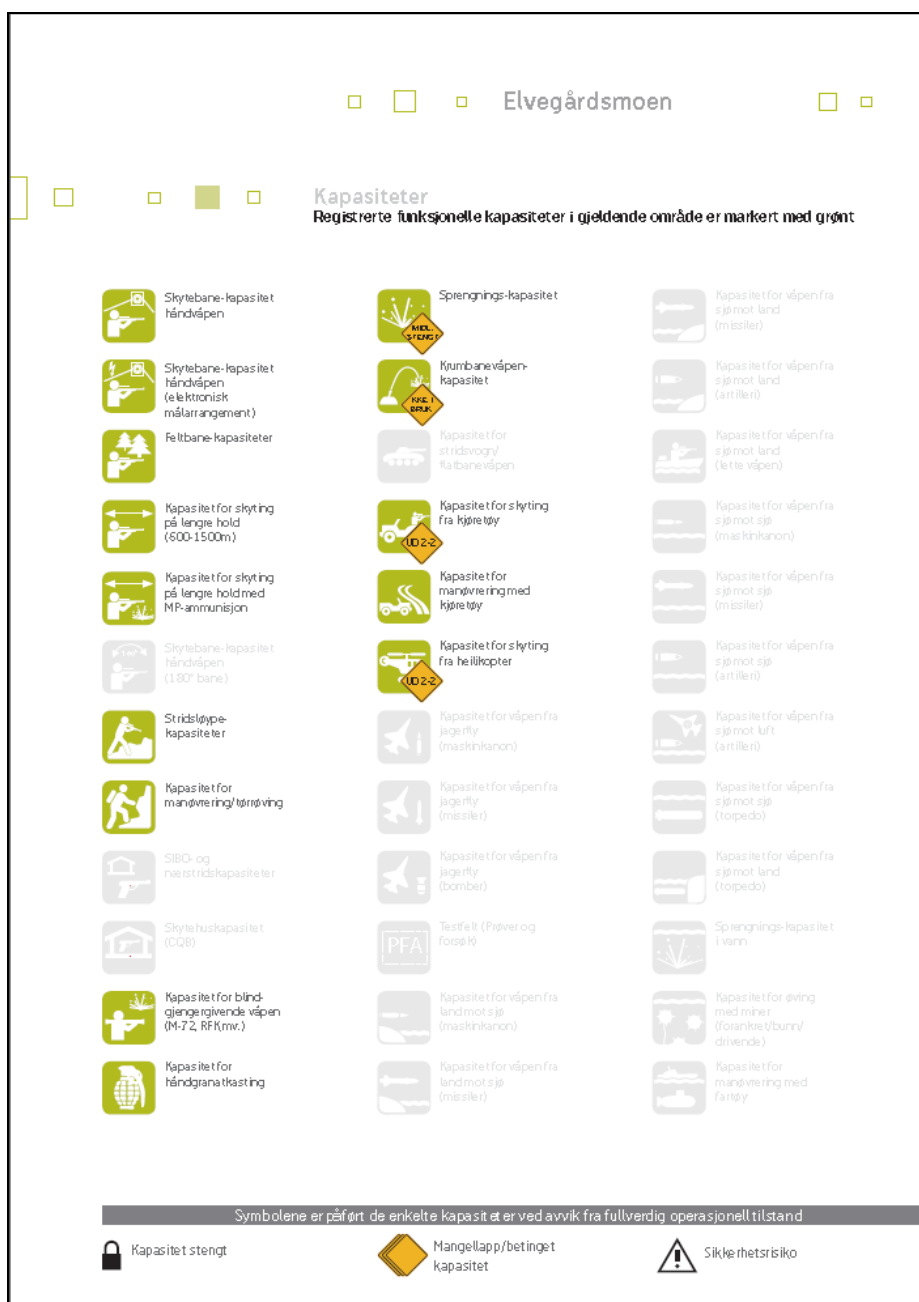 Elvegårdsmoen
Kapasiteter
Registrerte funksjonelle kapasiteter i gjeldende område er markert med grønt
Skytebane-kapasitet
håndvåpen
Skytebane-kapasitet
håndvåpen
(elektronisk
målarrangement)
Feltbane-kapasiteter
Kapasitet for skyting
på lengre hold
(-600-1500m)
Kapasitet for skyting
på lengre hold med
MP-ammunisjon
Skytebane-kapasitet
håndvåpen
(180° bane)
Stridsløype-
kapasiteter
Kapasitet for
manøvrering/tørrøving
SIBO- og
nærstridskapasiteter
Skytehuskapasitet
(CQB)
Kapasitet for blind-
gjengergivende våpen
(M-72, RFK mv.)
Kapasitet for
håndgranatkasting
Sprengnings-kapasitet
MIDL.
STENGT
Krumbanevåpen-
kapasitet
IKKE I
BRUK
Kapasitet for
stridsvogn/
flatbanevåpen
Kapasitet for skyting
fra kjøretøy
UD 2-2
Kapasitet for
manøvrering med
kjøretøy
Kapasitet for skyting
fra heilikopter
UD 2-2
Kapasitet for våpen fra
jagerfly
(maskinkanon)
Kapasitet for våpen fra
jagerfly
(missiler)
Kapasitet for våpen fra
jagerfly
(bomber)
PFA
Testfelt (Prøver og
forsøk)
Kapasitet for våpen fra
land mot sjø
(maskinkanon)
Kapasitet for våpen fra
land mot sjø
(missiler)
Kapasitet for våpen fra
sjø mot land
(missiler)
Kapasitet for våpen fra
sjø mot land
(artilleri)
Kapasitet for våpen fra
sjø mot land
(lette våpen)
Kapasitet for våpen fra
sjø mot sjø
(maskinkanon)
Kapasitet for våpen fra
sjø mot sjø
(missiler)
Kapasitet for våpen fra
sjø mot sjø
(artilleri)
Kapasitet for våpen fra
sjø mot luft
(artilleri)
Kapasitet for våpen fra
sjø mot sjø
(torpedo)
Kapasitet for våpen fra
sjø mot land
(torpedo)
Sprengnings-kapasitet
i vann
Kapasitet for øving
med miner
(forankret/bunn/
drivende)
Kapasitet for
manøvrering med
fartøy
Symbolene er påført de enkelte kapasiteter ved avvik fra fullverdig operasjonell tilstand
Kapasitet stengt
Mangellapp/betinget
kapasitet
Sikkerhetsrisiko